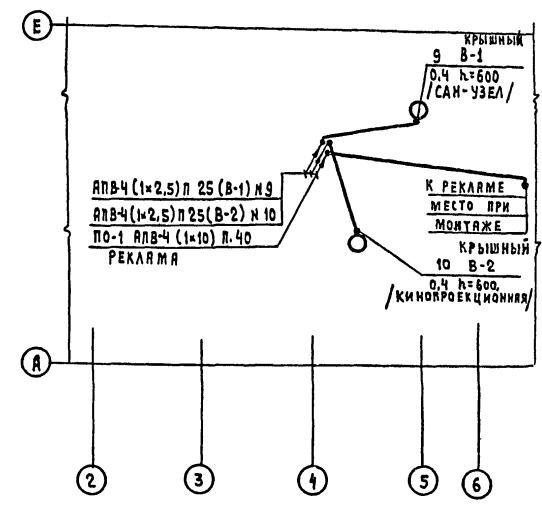 Е
КРЫШНЫЙ
9 В-1
0,4 h=600
/САН-УЗЕЛ/
АПВ-4(1×2,5)П 25(В-1) N9
АПВ-4(1×2,5)П25(В-2) N 10
ПО-1 АПВ-4 (1×10) П.40
РЕКЛАМА
К РЕКЛАМЕ
МЕСТО ПРИ
МОНТАЖЕ
КРЫШНЫЙ
10 В-2
0,4 h=600,
/КИНОПРОЕКЦИОННАЯ/
А
2
3
4
5
6